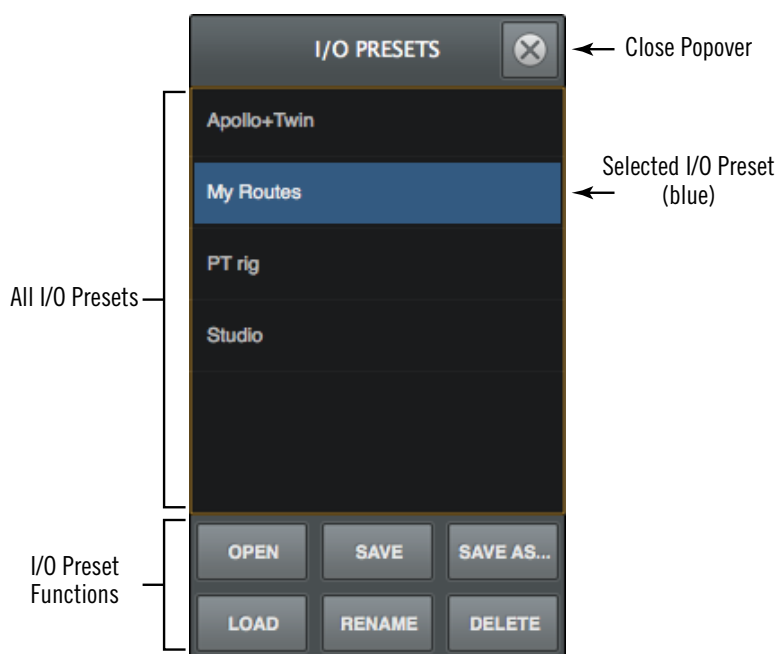 I/O PRESETS
Close Popover
Apollo+Twin
My Routes
Selected I/O Preset
(blue)
PT rig
All I/O Presets
Studio
OPEN
SAVE
SAVE AS...
I/O Preset
Functions
LOAD
RENAME
DELETE